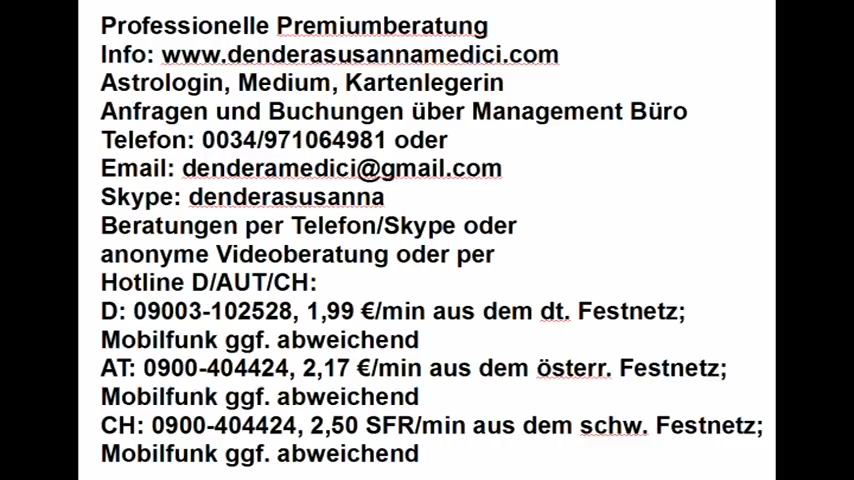 Professionelle Premiumberatung
Info: www.denderasusannamedici.com
Astrologin, Medium, Kartenlegerin
Anfragen und Buchungen über Management Büro
Telefon: 0034/971064981 oder
Email: denderamedici@gmail.com
Skype: denderasusanna
Beratungen per Telefon/Skype oder
anonyme Videoberatung oder per
Hotline D/AUT/CH:
D: 09003-102528, 1,99 €/min aus dem dt. Festnetz;
Mobilfunk ggf. abweichend
AT: 0900-404424, 2,17 €/min aus dem österr. Festnetz;
Mobilfunk ggf. abweichend
CH: 0900-404424, 2,50 SFR/min aus dem schw. Festnetz;
Mobilfunk ggf. abweichend